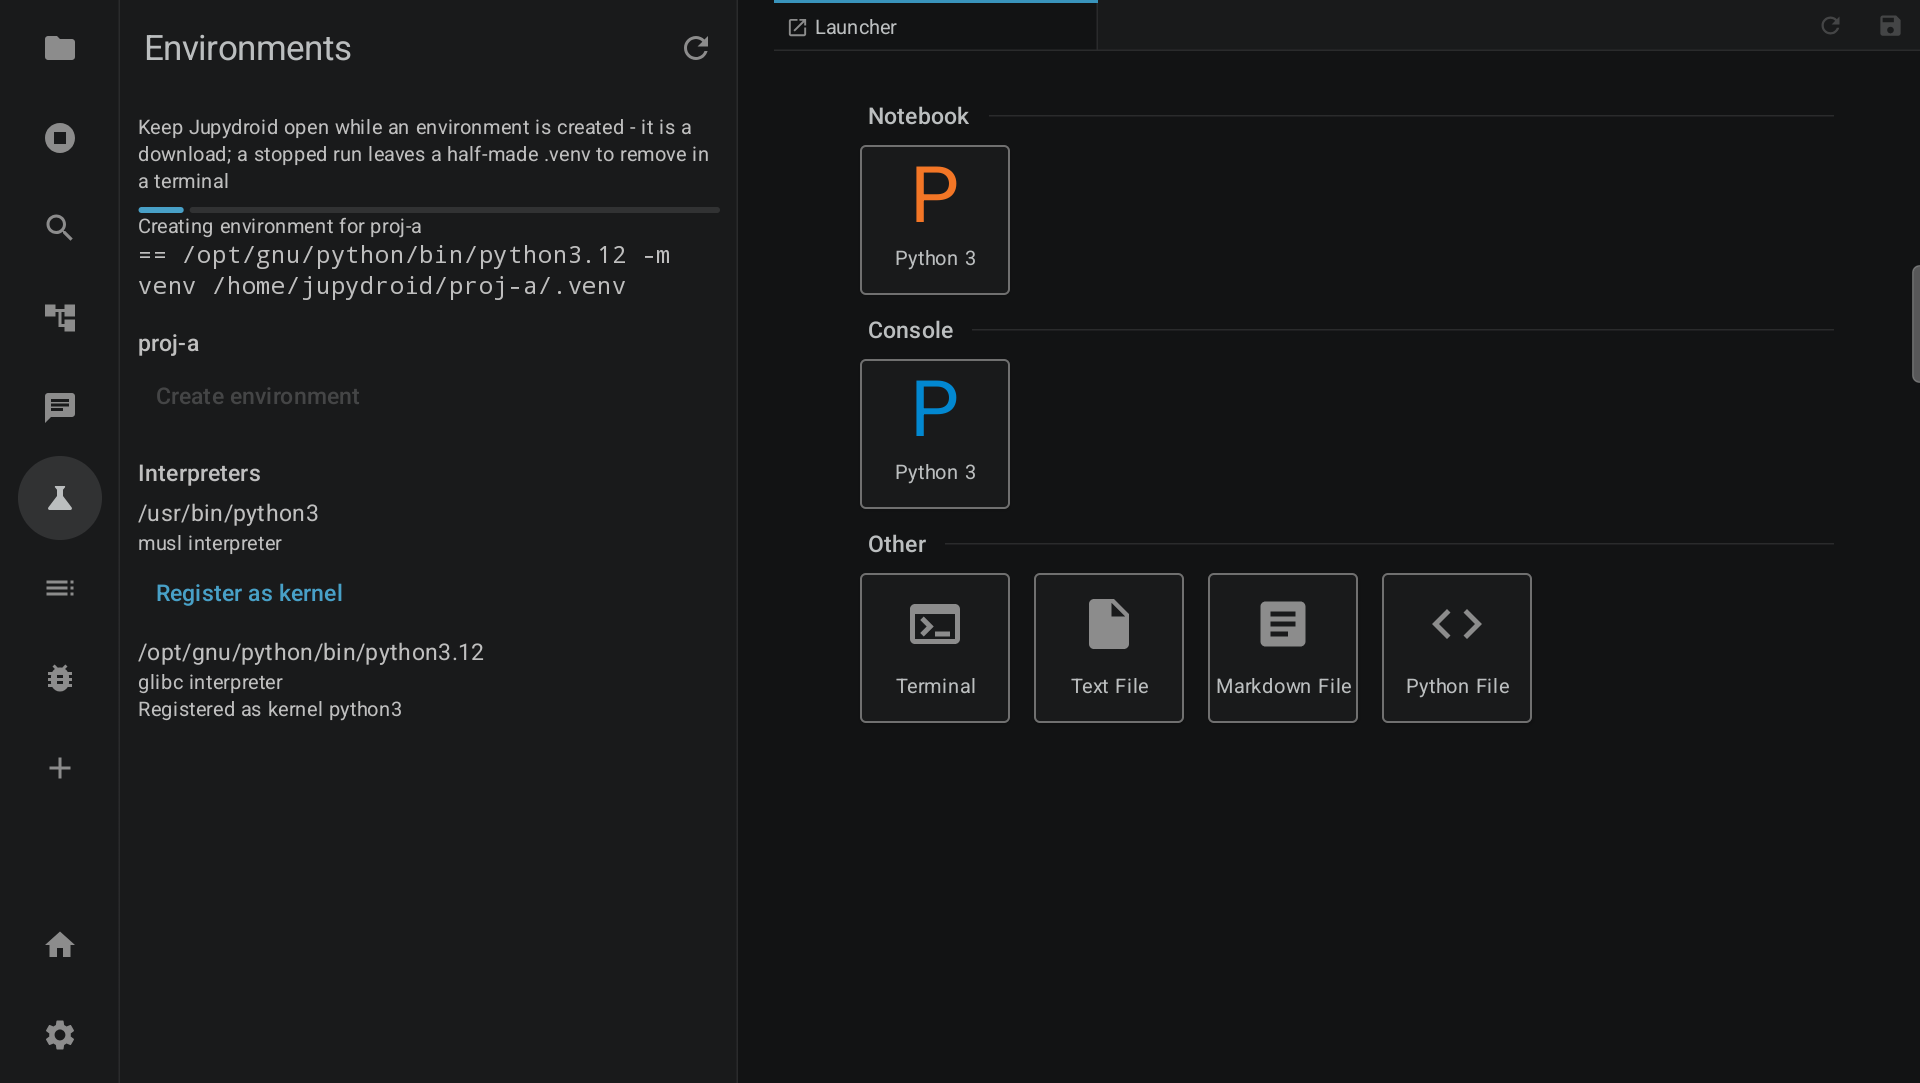 Environments
Keep Jupydroid open while an environment is created - it is a
download; a stopped run leaves a half-made .venv to remove in
a terminal
Creating environment for proj-a
== /opt/gnu/python/bin/python3.12 -m
venv /home/jupydroid/proj-a/.venv
proj-a
Create environment
Interpreters
/usr/bin/python3
musl interpreter
Register as kernel
/opt/gnu/python/bin/python3.12
glibc interpreter
Registered as kernel python3
Launcher
Notebook
P
Python 3
Console
P
Python 3
Other
Terminal
Text File
Markdown File
Python File